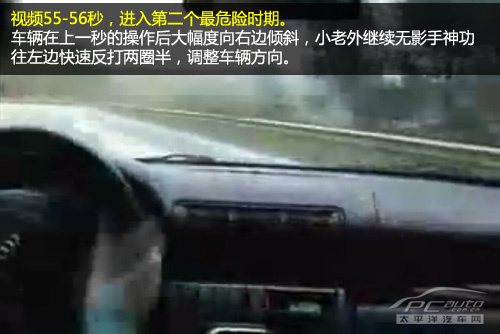 视频55-56秒，进入第二个最危险时期。
车辆在上一秒的操作后大幅度向右边倾斜，小老外继续无影手神功
往左边快速反打两圈半，调整车辆方向。
PCauto
.com.cn
太平洋汽车网